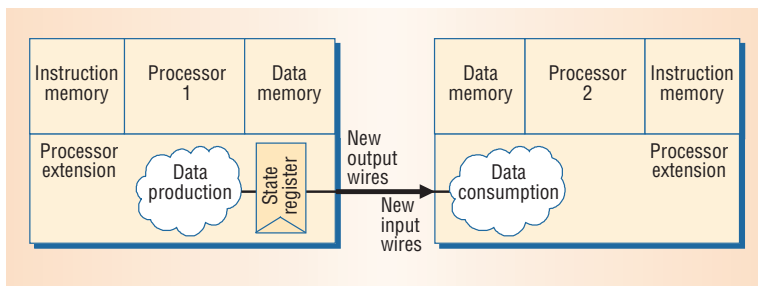 Instruction
memory
Processor
1
Data
memory
Data
memory
Processor
2
Instruction
memory
Processor
extension
Data
production
State
register
New
output
wires
New
input
wires
Data
consumption
Processor
extension